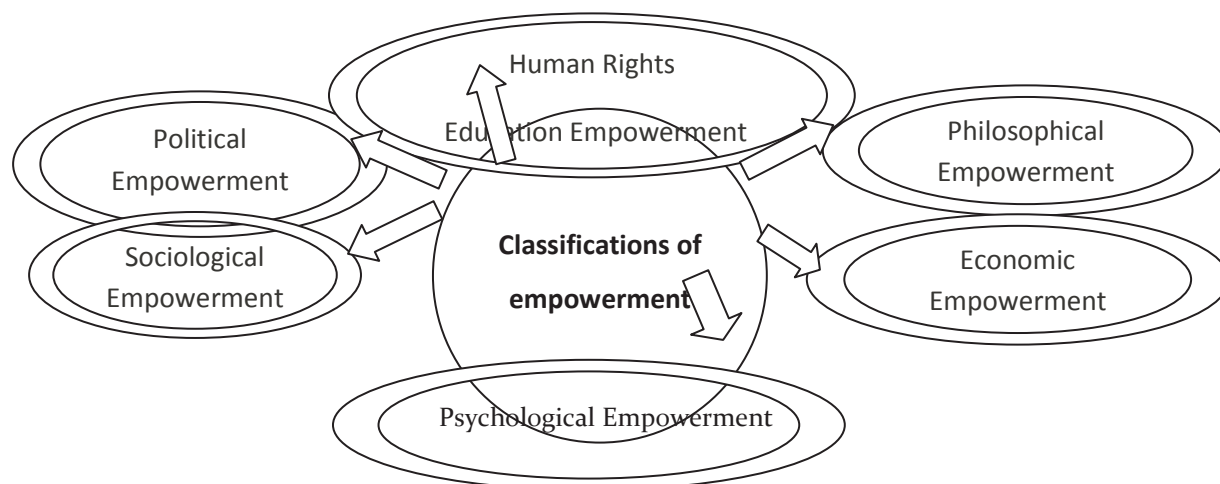 Human Rights
Education Empowerment
Political
Empowerment
Philosophical
Empowerment
Sociological
Empowerment
Classifications of
empowerment
Economic
Empowerment
Psychological Empowerment